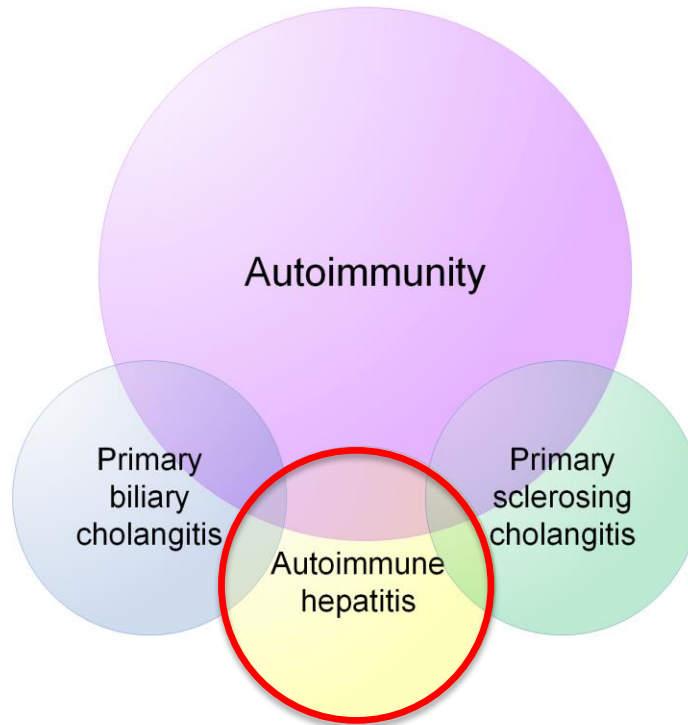 Autoimmunity
Primary
biliary
cholangitis
Autoimmune
hepatitis
Primary
sclerosing
cholangitis